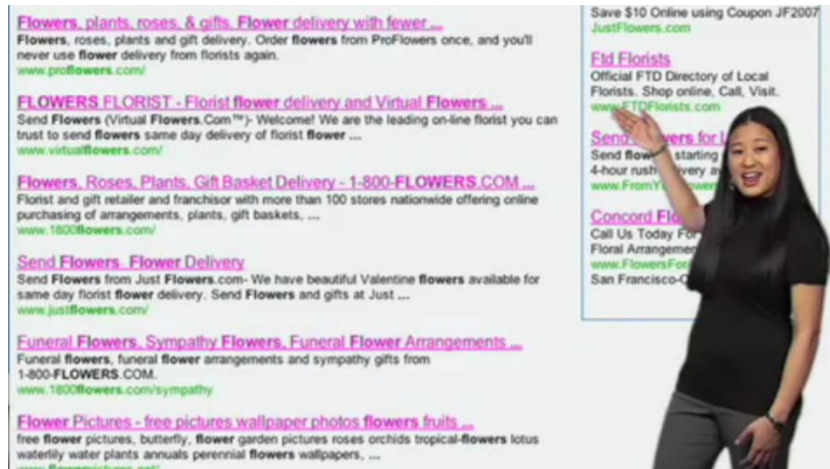 Flowers, plants, roses, & gifts. Flower delivery with fewer ...
Flowers, roses, plants and gift delivery. Order flowers from ProFlowers once, and you'll
never use flower delivery from florists again.
www.proflowers.com/
FLOWERS FLORIST - Florist flower delivery and Virtual Flowers ...
Send Flowers (Virtual Flowers.Com™)- Welcome! We are the leading on-line florist you can
trust to send flowers same day delivery of florist flower ...
www.virtualflowers.com/
Flowers, Roses, Plants, Gift Basket Delivery - 1-800-FLOWERS.COM ...
Florist and gift retailer and franchisor with more than 100 stores nationwide offering online
purchasing of arrangements, plants, gift baskets, ...
www.1800flowers.com/
Send Flowers- Flower Delivery
Send Flowers from Just Flowers.com- We have beautiful Valentine flowers available for
same day florist flower delivery. Send Flowers and gifts at Just ...
www.justflowers.com/
Funeral Flowers, Sympathy Flowers, Funeral Flower Arrangements ...
Funeral flowers, funeral flower arrangements and sympathy gifts from
1-800-FLOWERS.COM.
www.1800flowers.com/sympathy
Flower Pictures - free pictures wallpaper photos flowers fruits ...
free flower pictures, butterfly, flower garden pictures roses orchids tropical-flowers lotus
waterlily water plants annuals perennial flowers wallpapers, ...
www.flowerpictures.net/
Save $10 Online using Coupon JF2007
JustFlowers.com
Ftd Florists
Official FTD Directory of Local
Florists. Shop online, Call, Visit.
www.FTDFlorists.com
Send for
Send starting
4-hour rush
Concord
Call Us Today
Floral
San